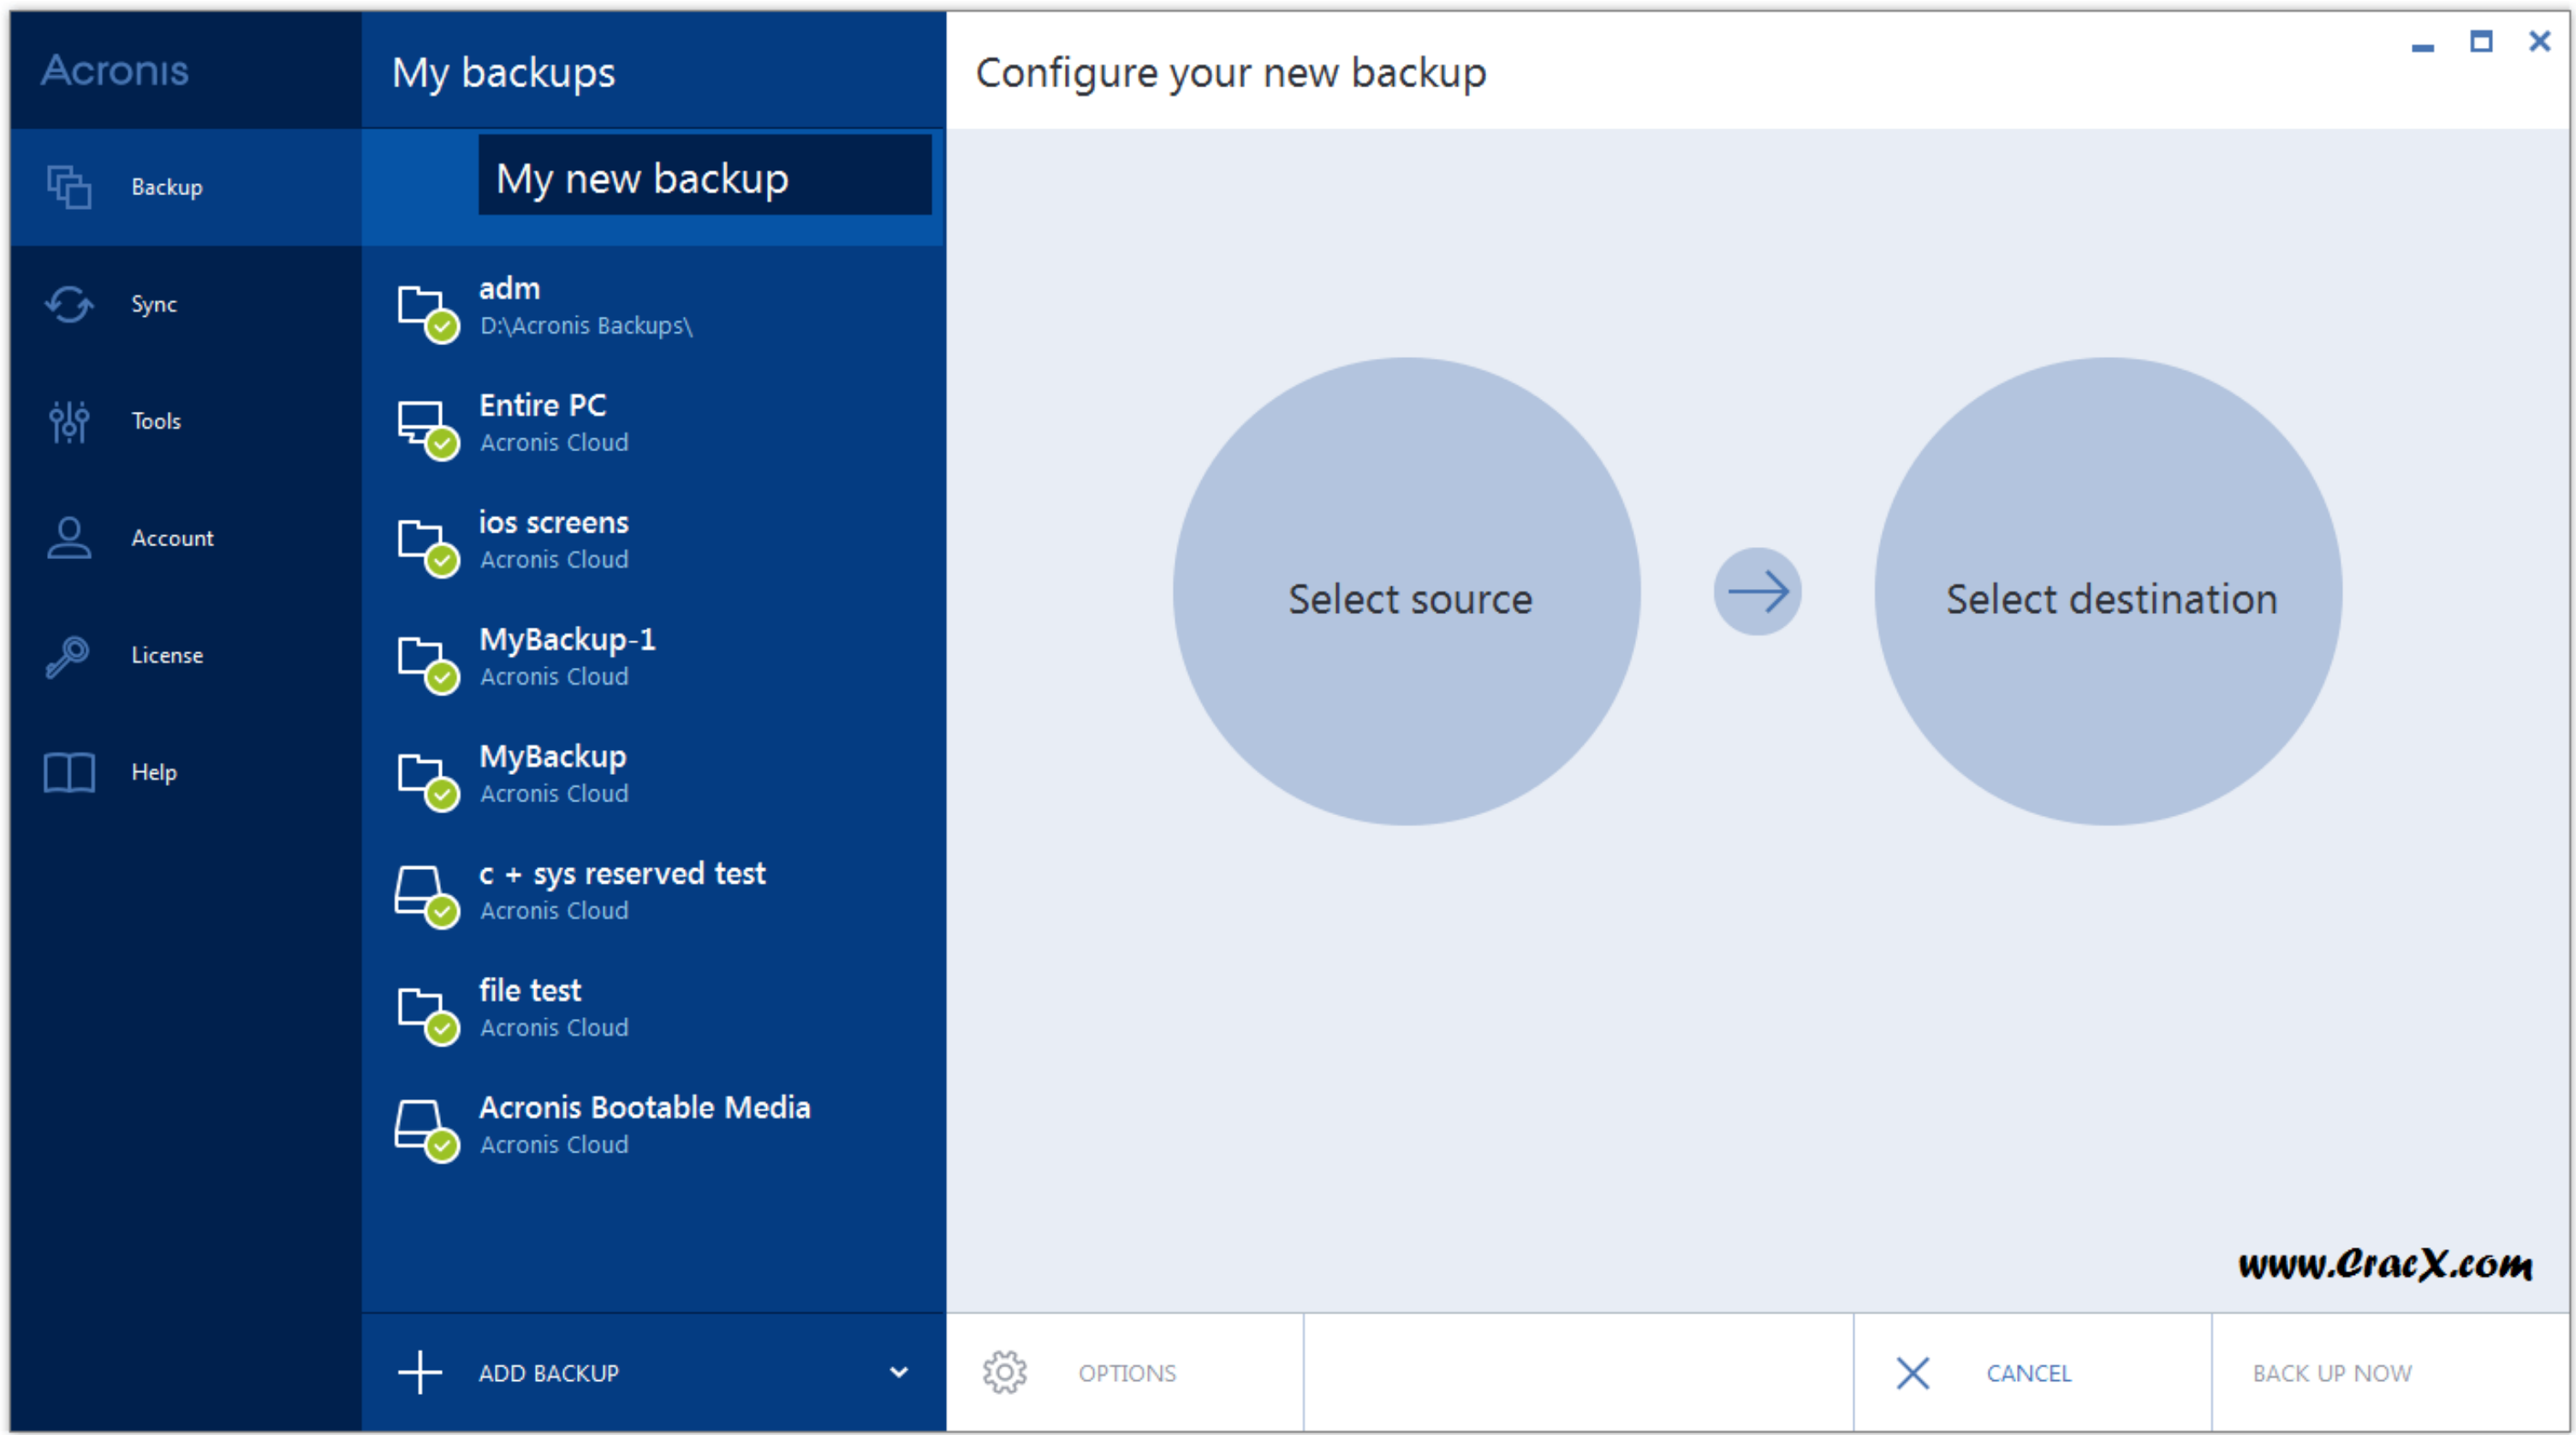 Acronis
Backup
Sync
Tools
Account
License
Help
My backups
My new backup
adm
D:\Acronis Backups\
Entire PC
Acronis Cloud
ios screens
Acronis Cloud
MyBackup-1
Acronis Cloud
MyBackup
Acronis Cloud
c + sys reserved test
Acronis Cloud
file test
Acronis Cloud
Acronis Bootable Media
Acronis Cloud
ADD BACKUP
Configure your new backup
Select source
Select destination
www.CracX.com
OPTIONS
CANCEL
BACK UP NOW